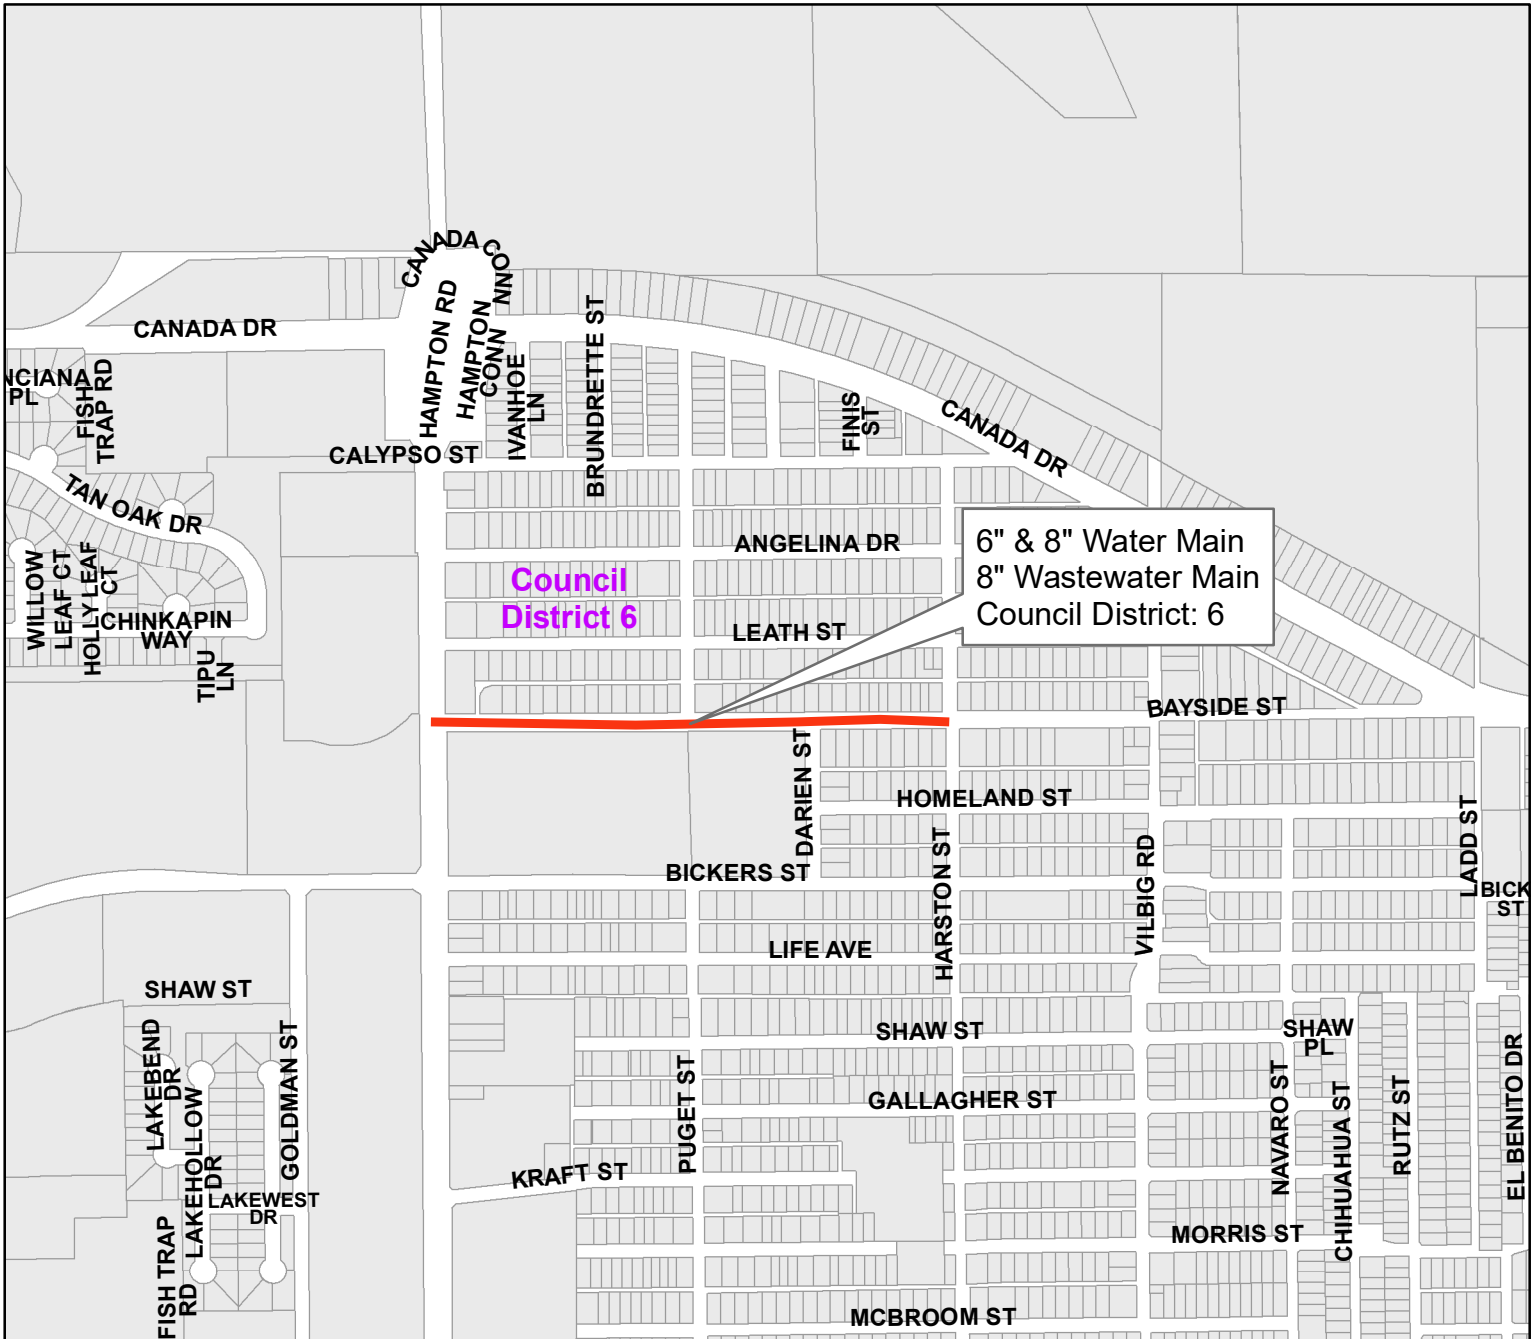 CANADA CONN
HAMPTON RD
HAMPTON
CONN
CANADA DR
IVANHOE
LN
BRUNDRETTE ST
NCIANA
PL
FISH
TRAP RD
FINIS
ST
CANADA DR
CALYPSO ST
TAN OAK DR
ANGELINA DR
6" & 8" Water Main
8" Wastewater Main
Council District: 6
Council
District 6
WILLOW
LEAF CT
HOLLY LEAF
CT
CHINKAPIN
WAY
LEATH ST
TIPU
LN
BAYSIDE ST
DARIEN ST
HOMELAND ST
LADD ST
BICKERS ST
HARSTON ST
VILBIG RD
BICK
ST
LIFE AVE
SHAW ST
SHAW ST
SHAW
PL
LAKEBEND
DR
GOLDMAN ST
LAKEHOLLOW
DR
PUGET ST
GALLAGHER ST
NAVARO ST
CHIHUAHUA ST
RUTZ ST
EL BENITO DR
KRAFT ST
LAKEWEST
DR
MORRIS ST
FISH TRAP
RD
MCBROOM ST